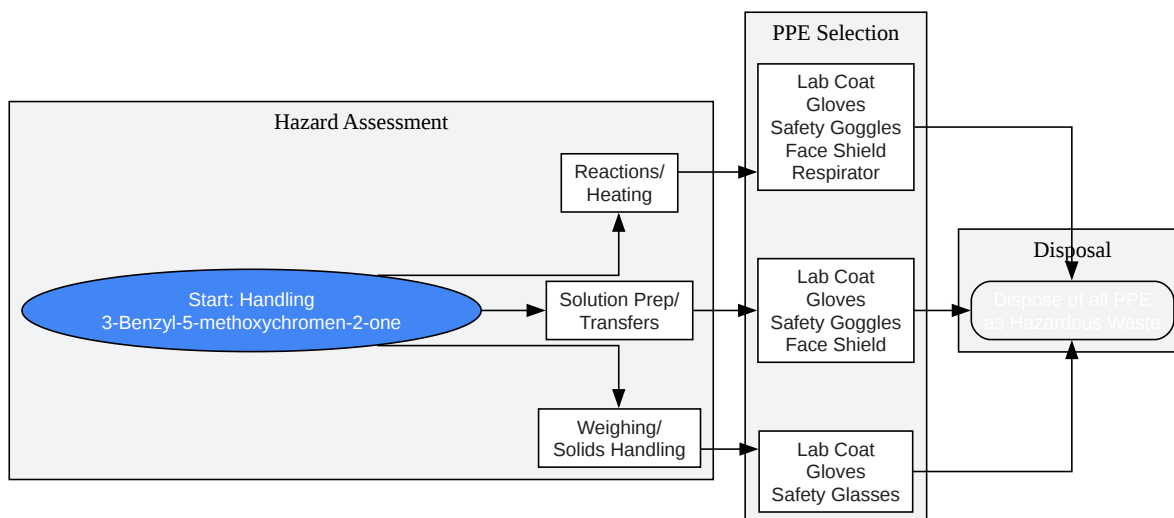 Hazard Assessment
Start: Handling
3-Benzyl-5-methoxychromen-2-one
Reactions/
Heating
Solution Prep/
Transfers
Weighing/
Solids Handling
PPE Selection
Lab Coat
Gloves
Safety Goggles
Face Shield
Respirator
Lab Coat
Gloves
Safety Goggles
Face Shield
Lab Coat
Gloves
Safety Glasses
Disposal
Dispose of all PPE
as Hazardous Waste